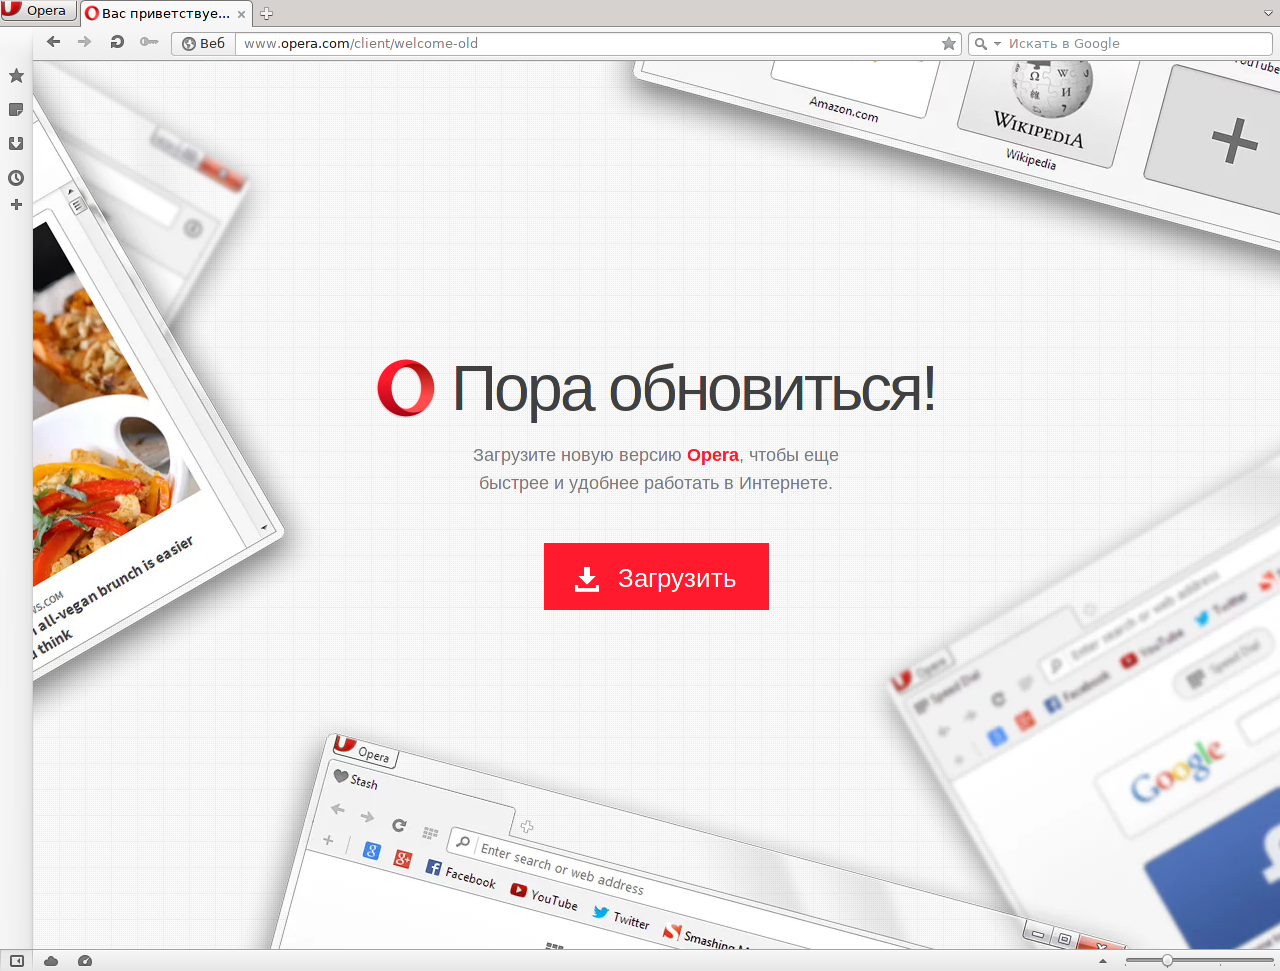 Opera
Вас приветствуе...
Веб
www.opera.com/client/welcome-old
Искать в Google
YouTube
Amazon.com
WIKIPEDIA
Wikipedia
Пора обновиться!
Загрузите новую версию Opera, чтобы еще
быстрее и удобнее работать в Интернете.
Загрузить
all-vegan brunch is easier
think
Opera
Speed Dial
Enter search or web address
Facebook
YouTube
Twitter
Speed Dial
Google
Opera
Stash
Enter search or web address
Facebook
YouTube
Twitter
Smashing